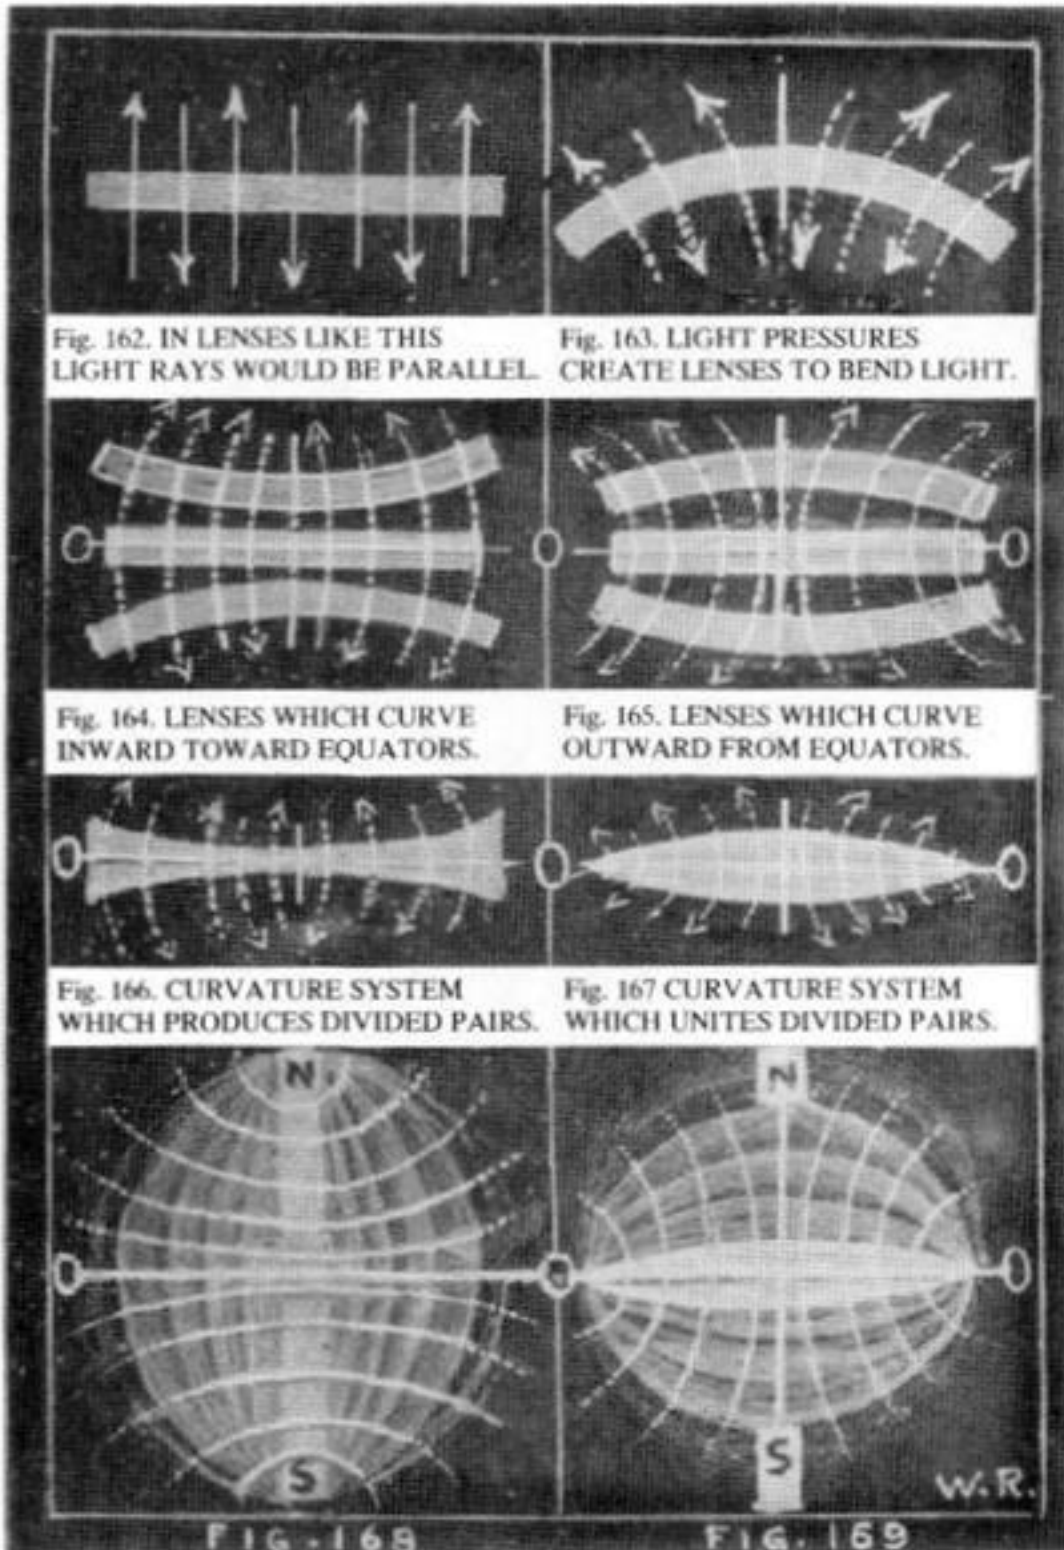 Fig. 162. IN LENSES LIKE THIS
LIGHT RAYS WOULD BE PARALLEL.
Fig. 163. LIGHT PRESSURES
CREATE LENSES TO BEND LIGHT.
O
O
O
Fig. 164. LENSES WHICH CURVE
INWARD TOWARD EQUATORS.
Fig. 165. LENSES WHICH CURVE
OUTWARD FROM EQUATORS.
O
O
O
Fig. 166. CURVATURE SYSTEM
WHICH PRODUCES DIVIDED PAIRS.
Fig. 167 CURVATURE SYSTEM
WHICH UNITES DIVIDED PAIRS.
N
N
O
O
O
S
S
W.R.
FIG. 168
FIG. 169